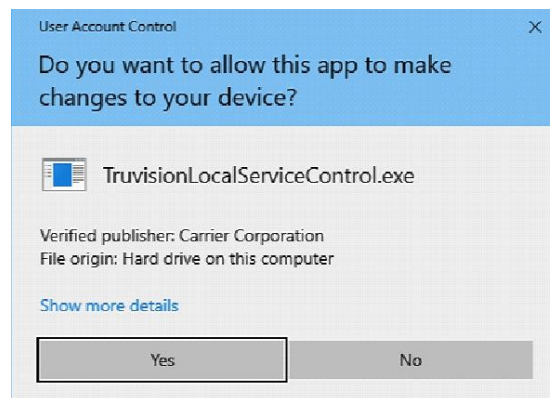 User Account Control
Do you want to allow this app to make
changes to your device?
TruvisionLocalServiceControl.exe
Verified publisher: Carrier Corporation
File origin: Hard drive on this computer
Show more details
Yes
No